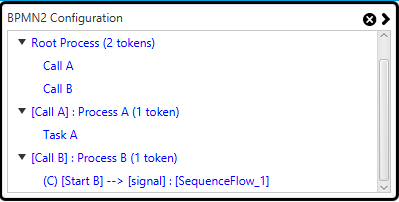 BPMN2 Configuration
Root Process (2 tokens)
Call A
Call B
[Call A] : Process A (1 token)
Task A
[Call B] : Process B (1 token)
(C) [Start B] --> [signal] : [SequenceFlow_1]